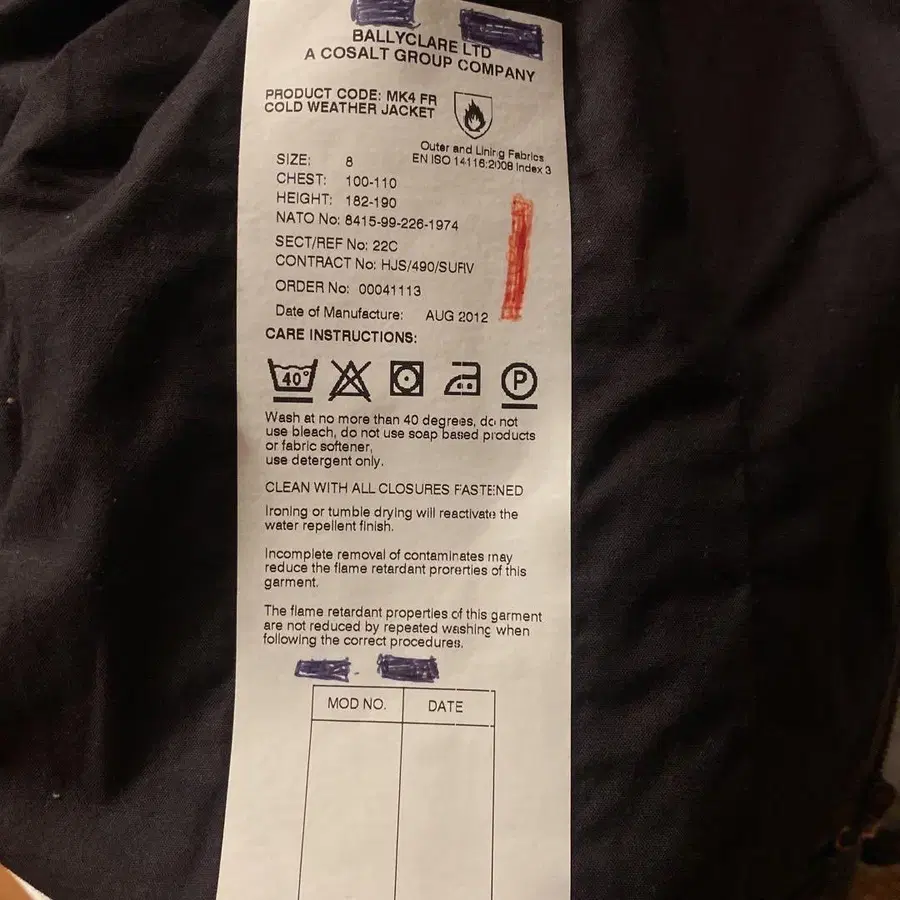 BALLYCLARE LTD
A COSALT GROUP COMPANY
PRODUCT CODE: MK4 FR
COLD WEATHER JACKET
Outer and Lining Fabrics
EN ISO 14116:2008 Index 3
SIZE: 8
CHEST: 100-110
HEIGHT: 182-190
NATO No: 8415-99-226-1974
SECT/REF No: 22C
CONTRACT No: HJS/490/SURIV
ORDER No: 00041113
Date of Manufacture: AUG 2012
CARE INSTRUCTIONS:
40°
P
Wash at no more than 40 degrees, do not
use bleach, do not use soap based products
or fabric softener,
use detergent only.
CLEAN WITH ALL CLOSURES FASTENED
Ironing or tumble drying will reactivate the
water repellent finish.
Incomplete removal of contaminates may
reduce the flame retardant prorerties of this
garment.
The flame retardant properties of this garment
are not reduced by repeated washing when
following the correct procedures.
MOD NO. DATE